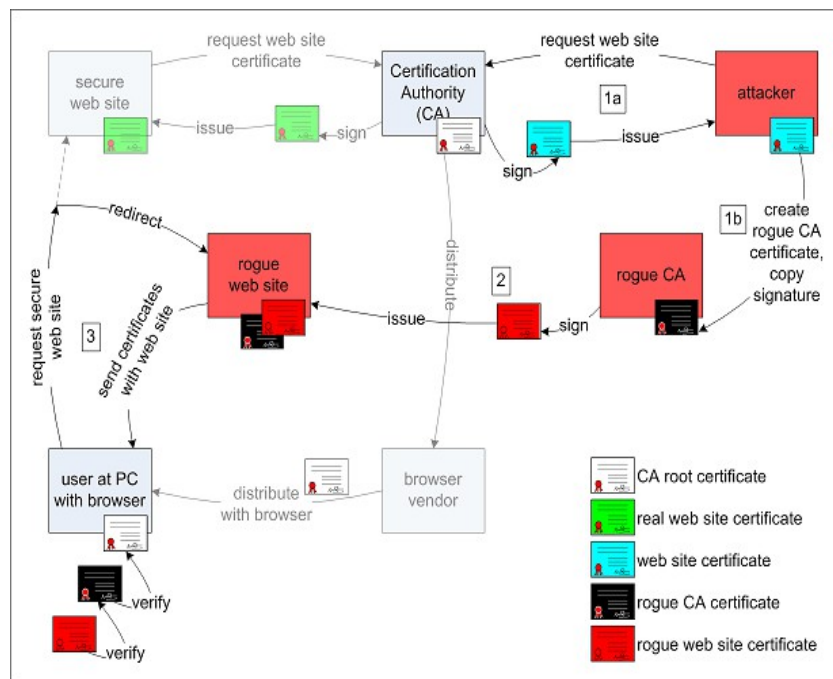 request web site
certificate
request web site
certificate
secure
web site
Certification
Authority
(CA)
attacker
1a
issue
sign
issue
sign
redirect
rogue
web site
distribute
1b
create
rogue CA
certificate,
copy
signature
rogue CA
2
issue
sign
request secure
web site
3
send certificates
with web site
user at PC
with browser
distribute
with browser
browser
vendor
verify
verify
CA root certificate
real web site certificate
web site certificate
rogue CA certificate
rogue web site certificate